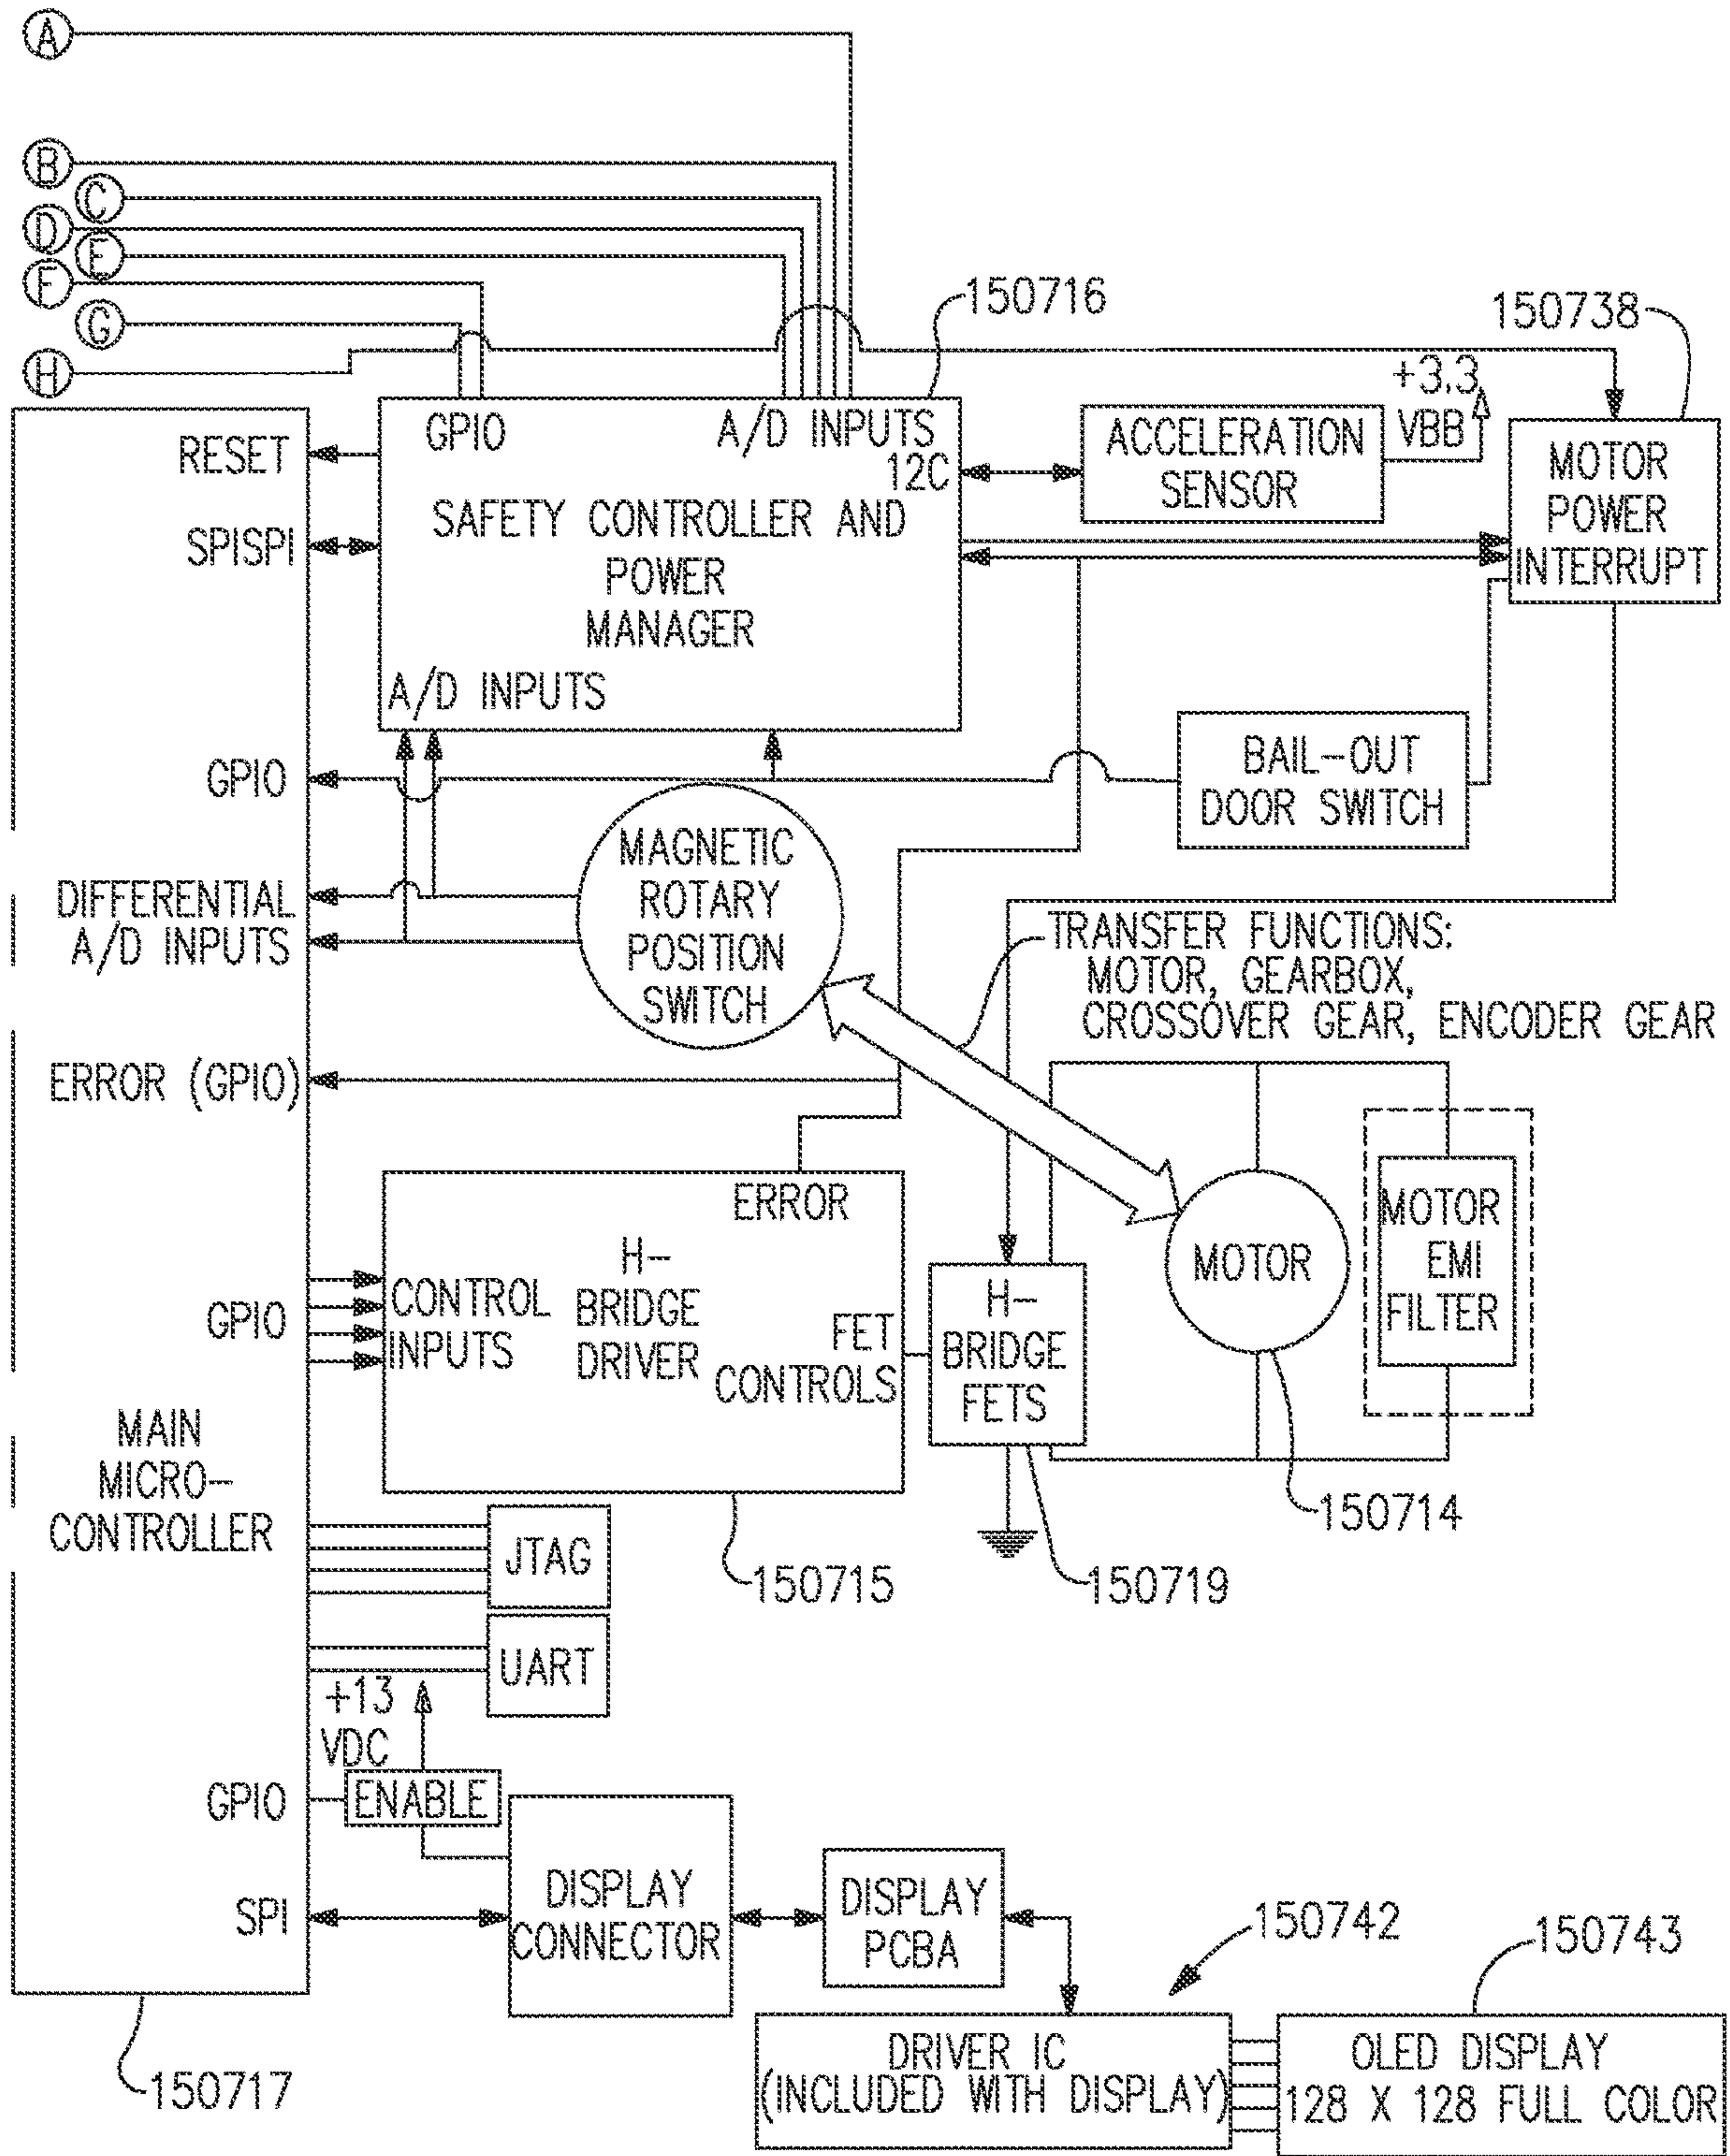 A
B
C
D
E
F
G
H
150716
150738
+3.3
VBB
GPIO
A/D INPUTS
12C
RESET
SPISPI
SAFETY CONTROLLER AND
POWER
MANAGER
A/D INPUTS
ACCELERATION
SENSOR
MOTOR
POWER
INTERRUPT
GPIO
BAIL-OUT
DOOR SWITCH
MAGNETIC
ROTARY
POSITION
SWITCH
DIFFERENTIAL
A/D INPUTS
TRANSFER FUNCTIONS:
MOTOR, GEARBOX,
CROSSOVER GEAR, ENCODER GEAR
ERROR (GPIO)
ERROR
H-
BRIDGE
DRIVER
GPIO
CONTROL
INPUTS
FET
CONTROLS
H-
BRIDGE
FETS
MOTOR
MOTOR
EMI
FILTER
MAIN
MICRO-
CONTROLLER
150714
JTAG
150715
150719
UART
+13
VDC
GPIO
ENABLE
SPI
DISPLAY
CONNECTOR
DISPLAY
PCBA
150742
150743
150717
DRIVER IC
(INCLUDED WITH DISPLAY)
OLED DISPLAY
128 X 128 FULL COLOR